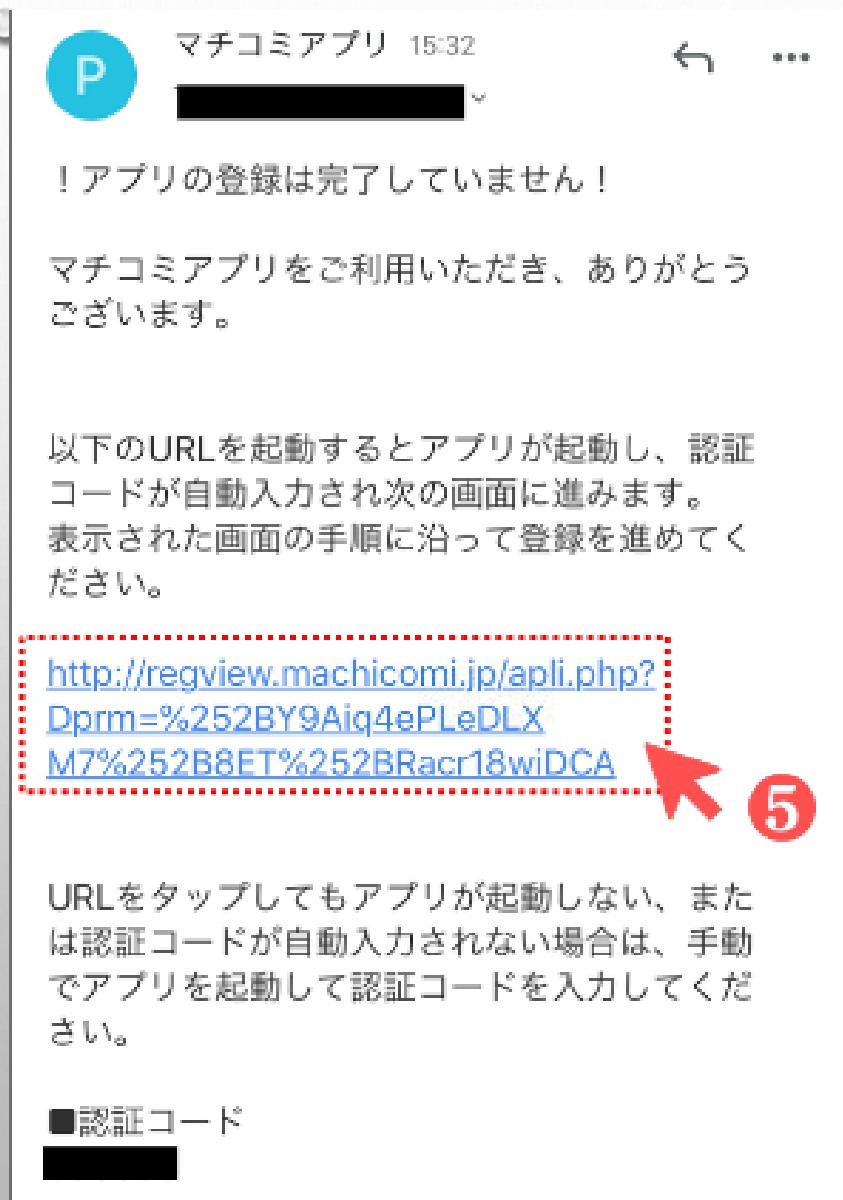 P
マチコミアプリ 15:32
！アプリの登録は完了していません！
マチコミアプリをご利用いただき、ありがとう
ございます。
以下のURLを起動するとアプリが起動し、認証
コードが自動入力され次の画面に進みます。
表示された画面の手順に沿って登録を進めてく
ださい。
http://regview.machicomi.jp/apli.php?
Dprm=%252BY9Aiq4ePLeDLX
M7%252B8ET%252BRacr18wiDCA
5
URLをタップしてもアプリが起動しない、また
は認証コードが自動入力されない場合は、手動
でアプリを起動して認証コードを入力してくだ
さい。
■認証コード